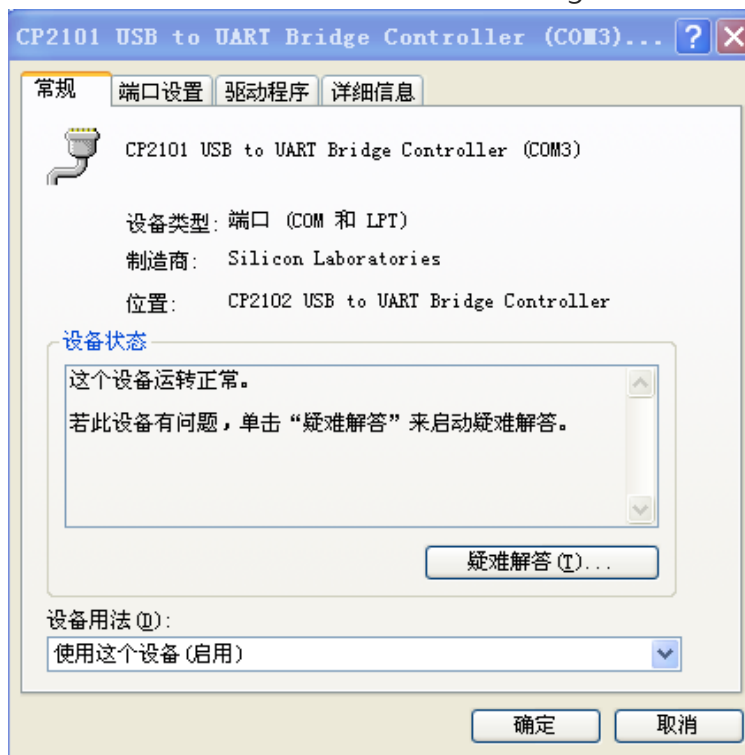 CP2101 USB to UART Bridge Controller (COM3)...
常规 端口设置 驱动程序 详细信息
CP2101 USB to UART Bridge Controller (COM3)
设备类型: 端口 (COM 和 LPT)
制造商: Silicon Laboratories
位置: CP2102 USB to UART Bridge Controller
设备状态
这个设备运转正常。
若此设备有问题，单击“疑难解答”来启动疑难解答。
疑难解答(T)...
设备用法(D):
使用这个设备(启用)
确定 取消